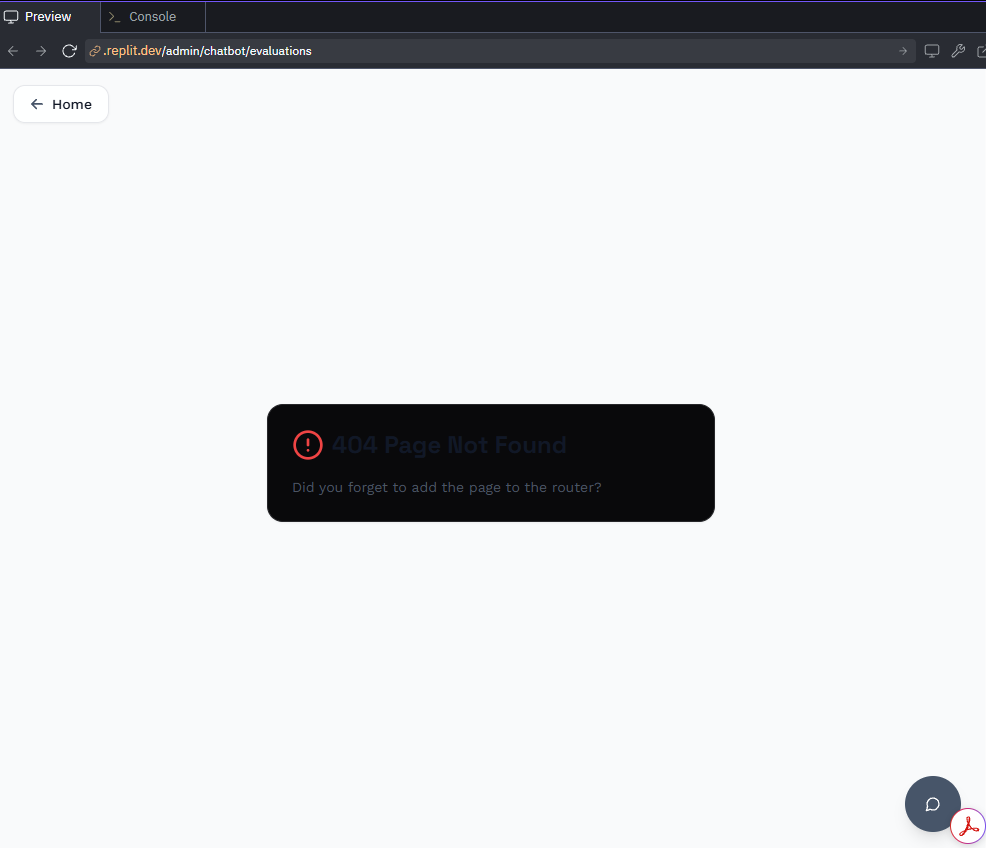 Preview
Console
.replit.dev/admin/chatbot/evaluations
Home
404 Page Not Found
Did you forget to add the page to the router?